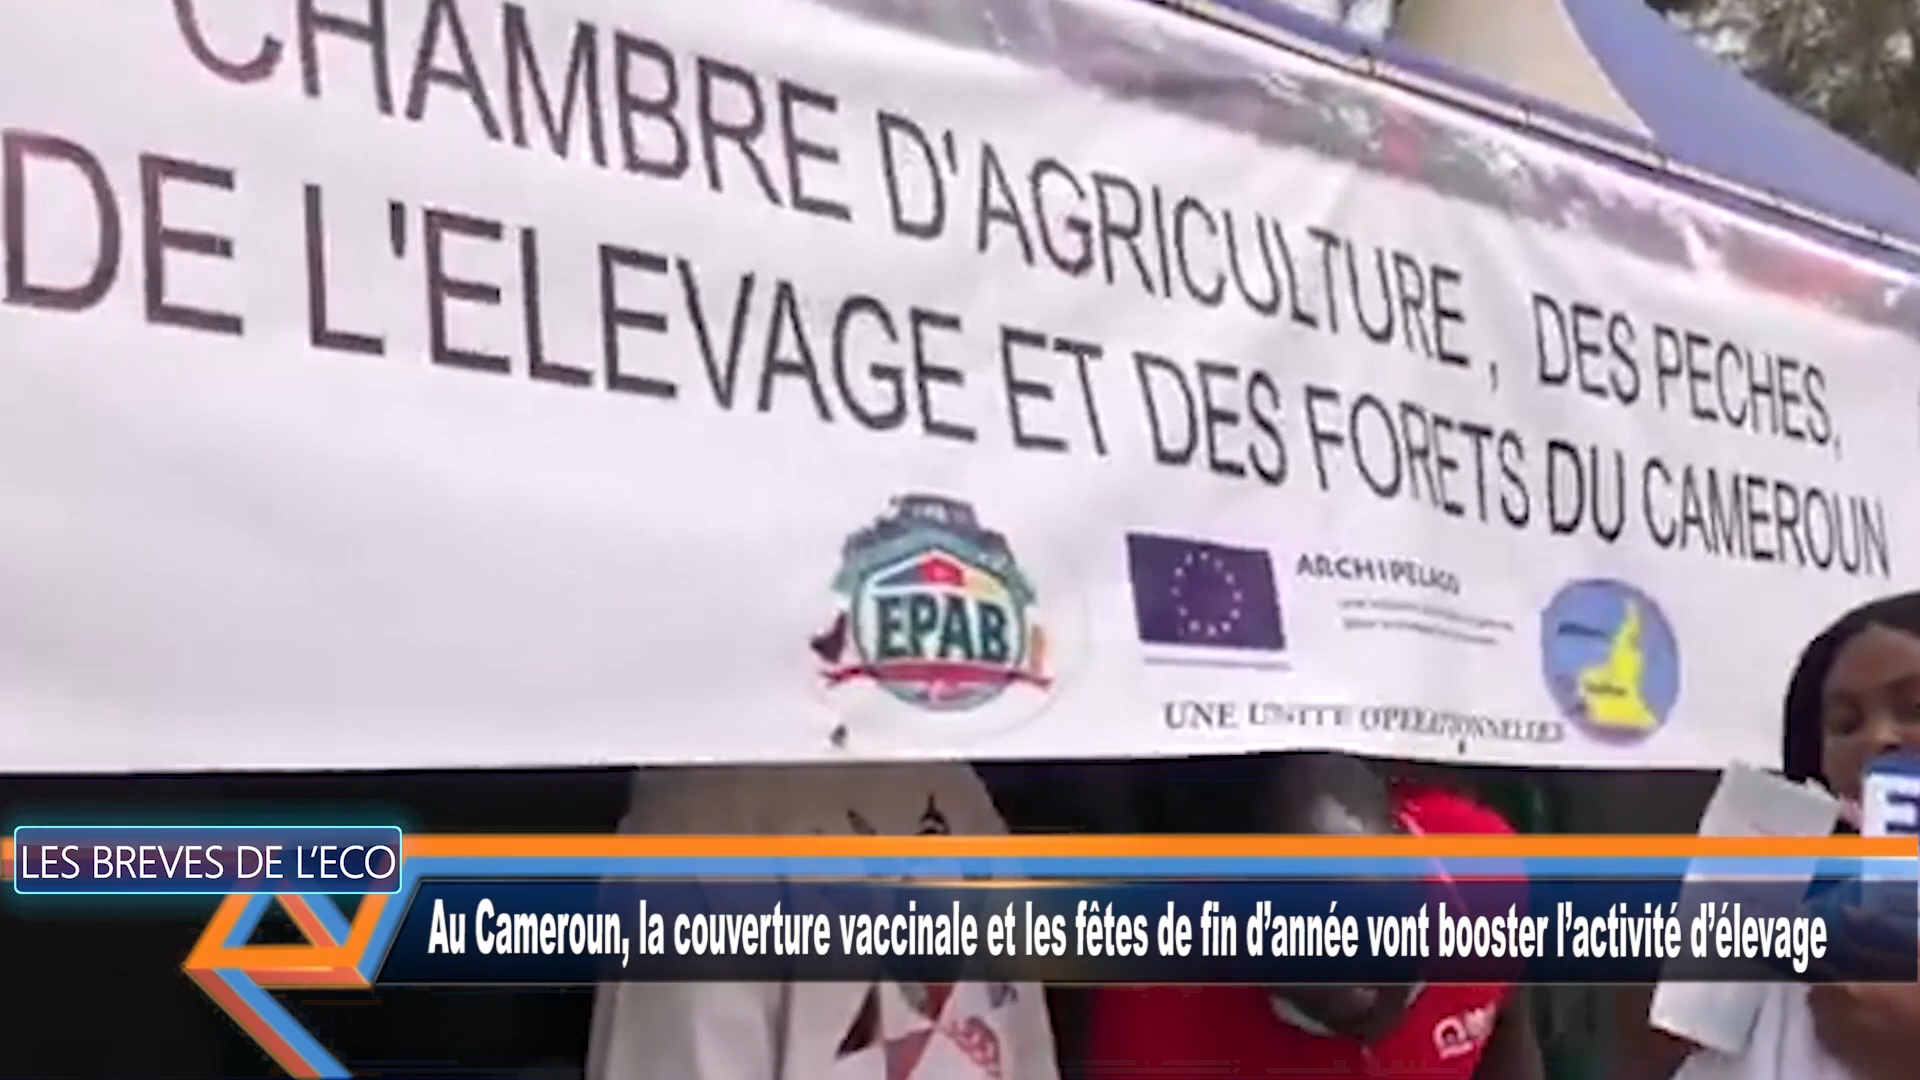 CHAMBRE D'AGRICULTURE, DES PECHES,
DE L'ELEVAGE ET DES FORETS DU CAMEROUN
EPAB
ARCHIPELAGO
UNE UNITE OPERATIONNELLE
LES BREVES DE L'ECO
Au Cameroun, la couverture vaccinale et les fêtes de fin d'année vont booster l'activité d'élevage